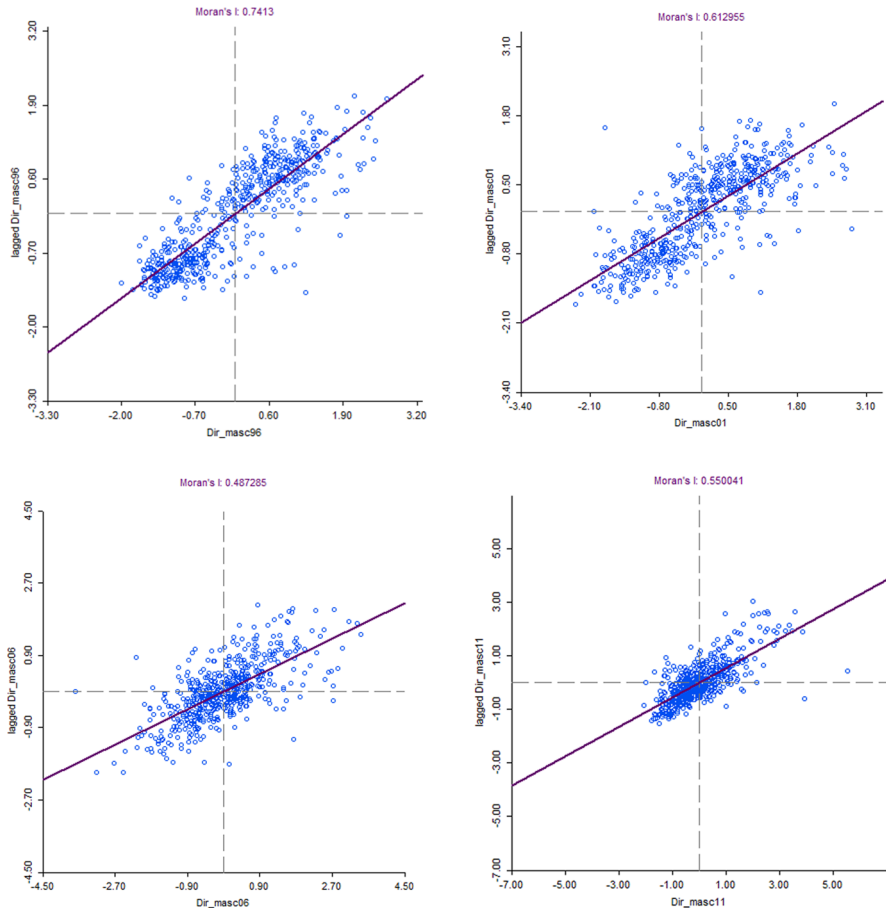 Moran's I: 0.7413
3.20
1.90
0.60
-0.70
-2.00
-3.30
lagged Dir_masc96
-3.30 -2.00 -0.70 0.60 1.90 3.20
Dir_masc96
Moran's I: 0.612955
3.10
1.80
0.50
-0.80
-2.10
-3.40
lagged Dir_masc01
-3.40 -2.10 -0.80 0.50 1.80 3.10
Dir_masc01
Moran's I: 0.487285
4.50
2.70
0.90
-0.90
-2.70
-4.50
lagged Dir_masc06
-4.50 -2.70 -0.90 0.90 2.70 4.50
Dir_masc06
Moran's I: 0.550041
5.00
3.00
1.00
-1.00
-3.00
-5.00
-7.00
lagged Dir_masc11
-7.00 -5.00 -3.00 -1.00 1.00 3.00 5.00
Dir_masc11